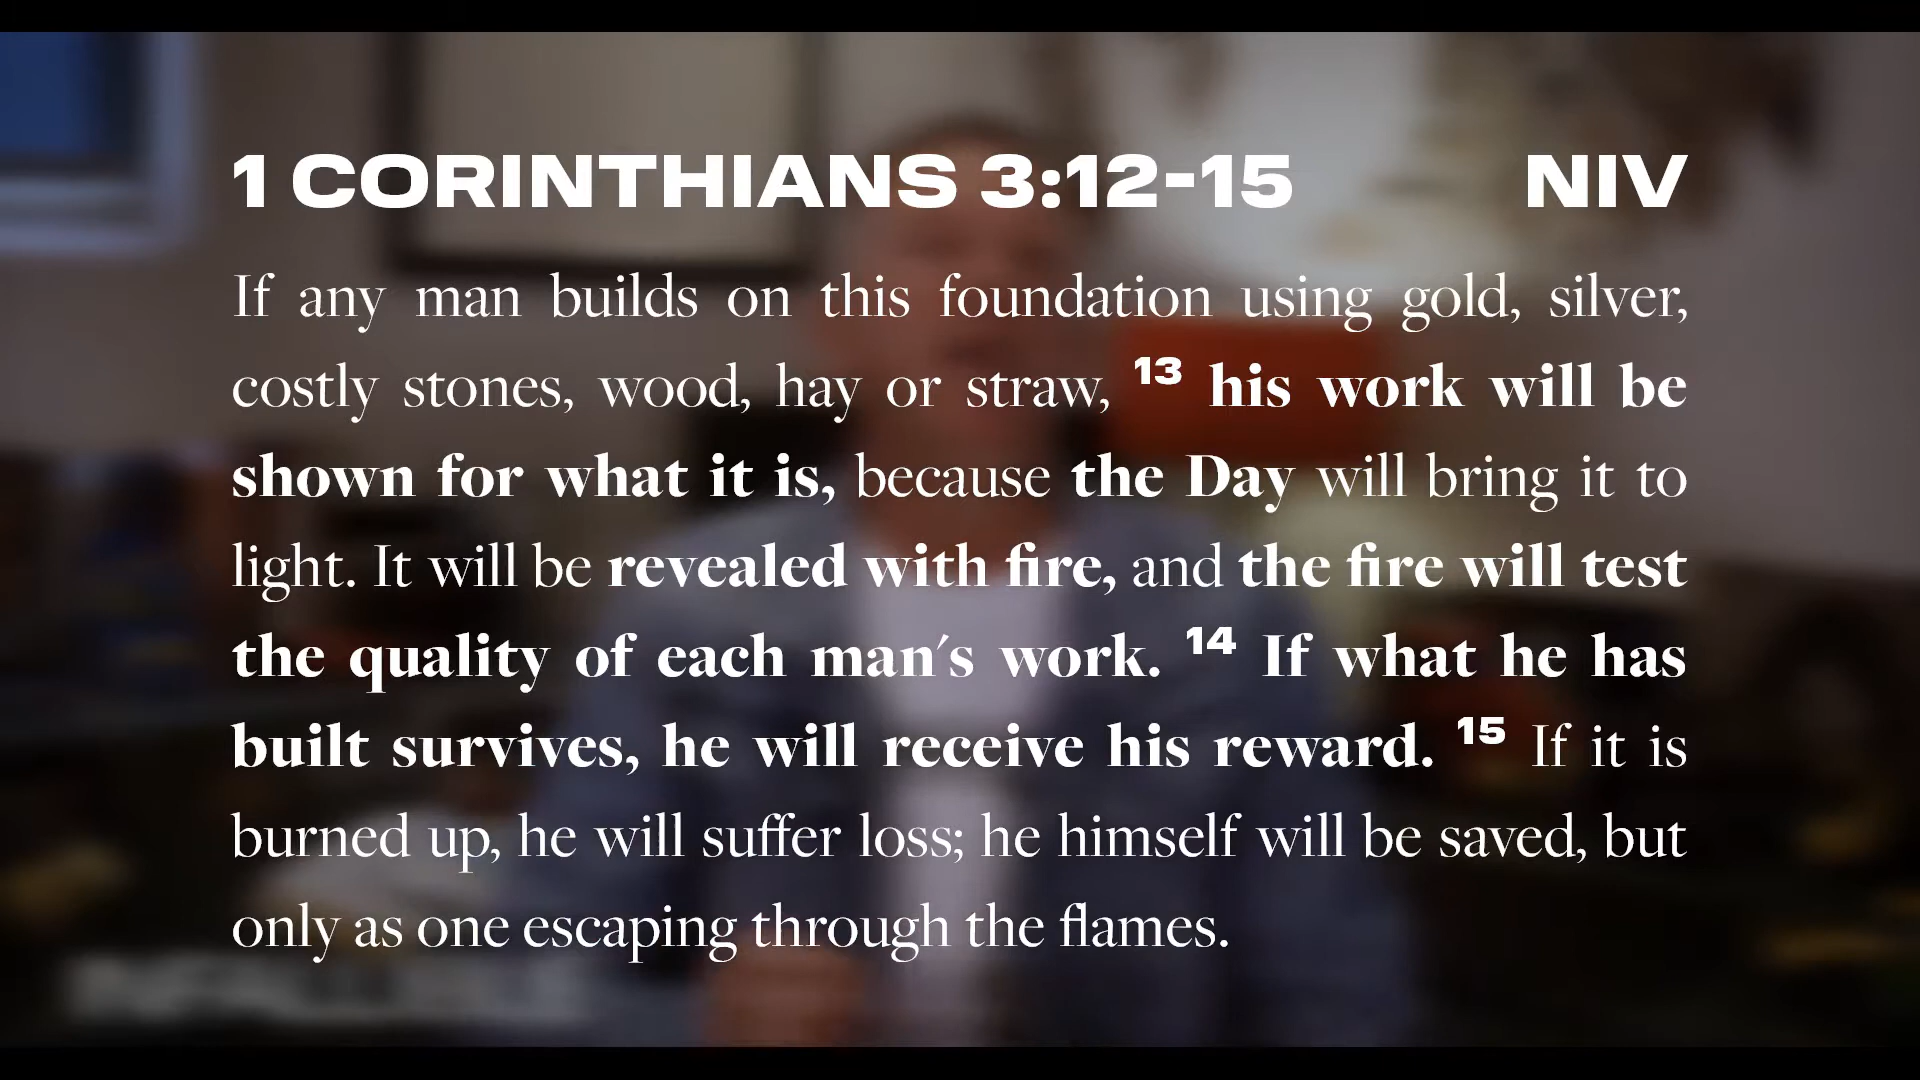 1 CORINTHIANS 3:12-15 NIV
If any man builds on this foundation using gold, silver,
costly stones, wood, hay or straw, 13 his work will be
shown for what it is, because the Day will bring it to
light. It will be revealed with fire, and the fire will test
the quality of each man's work. 14 If what he has
built survives, he will receive his reward. 15 If it is
burned up, he will suffer loss; he himself will be saved, but
only as one escaping through the flames.